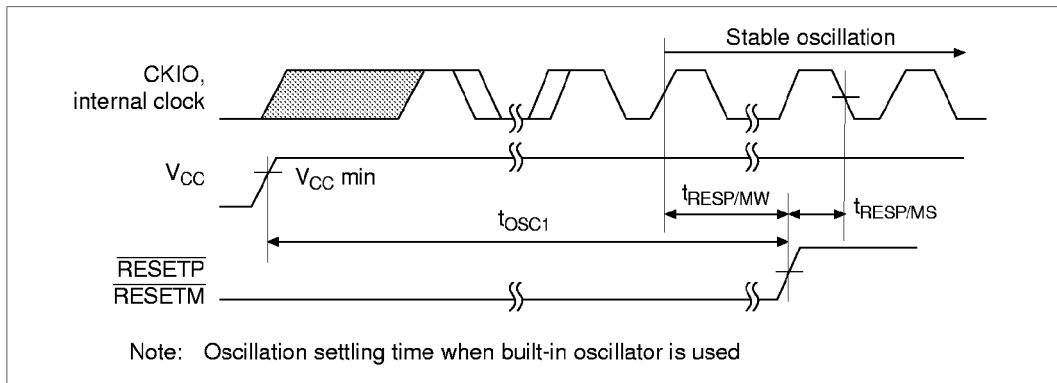 Stable oscillation
CKIO,
internal clock
VCC
VCC min
tRESP/MW
tRESP/MS
tOSC1
RESETP
RESETM
Note: Oscillation settling time when built-in oscillator is used